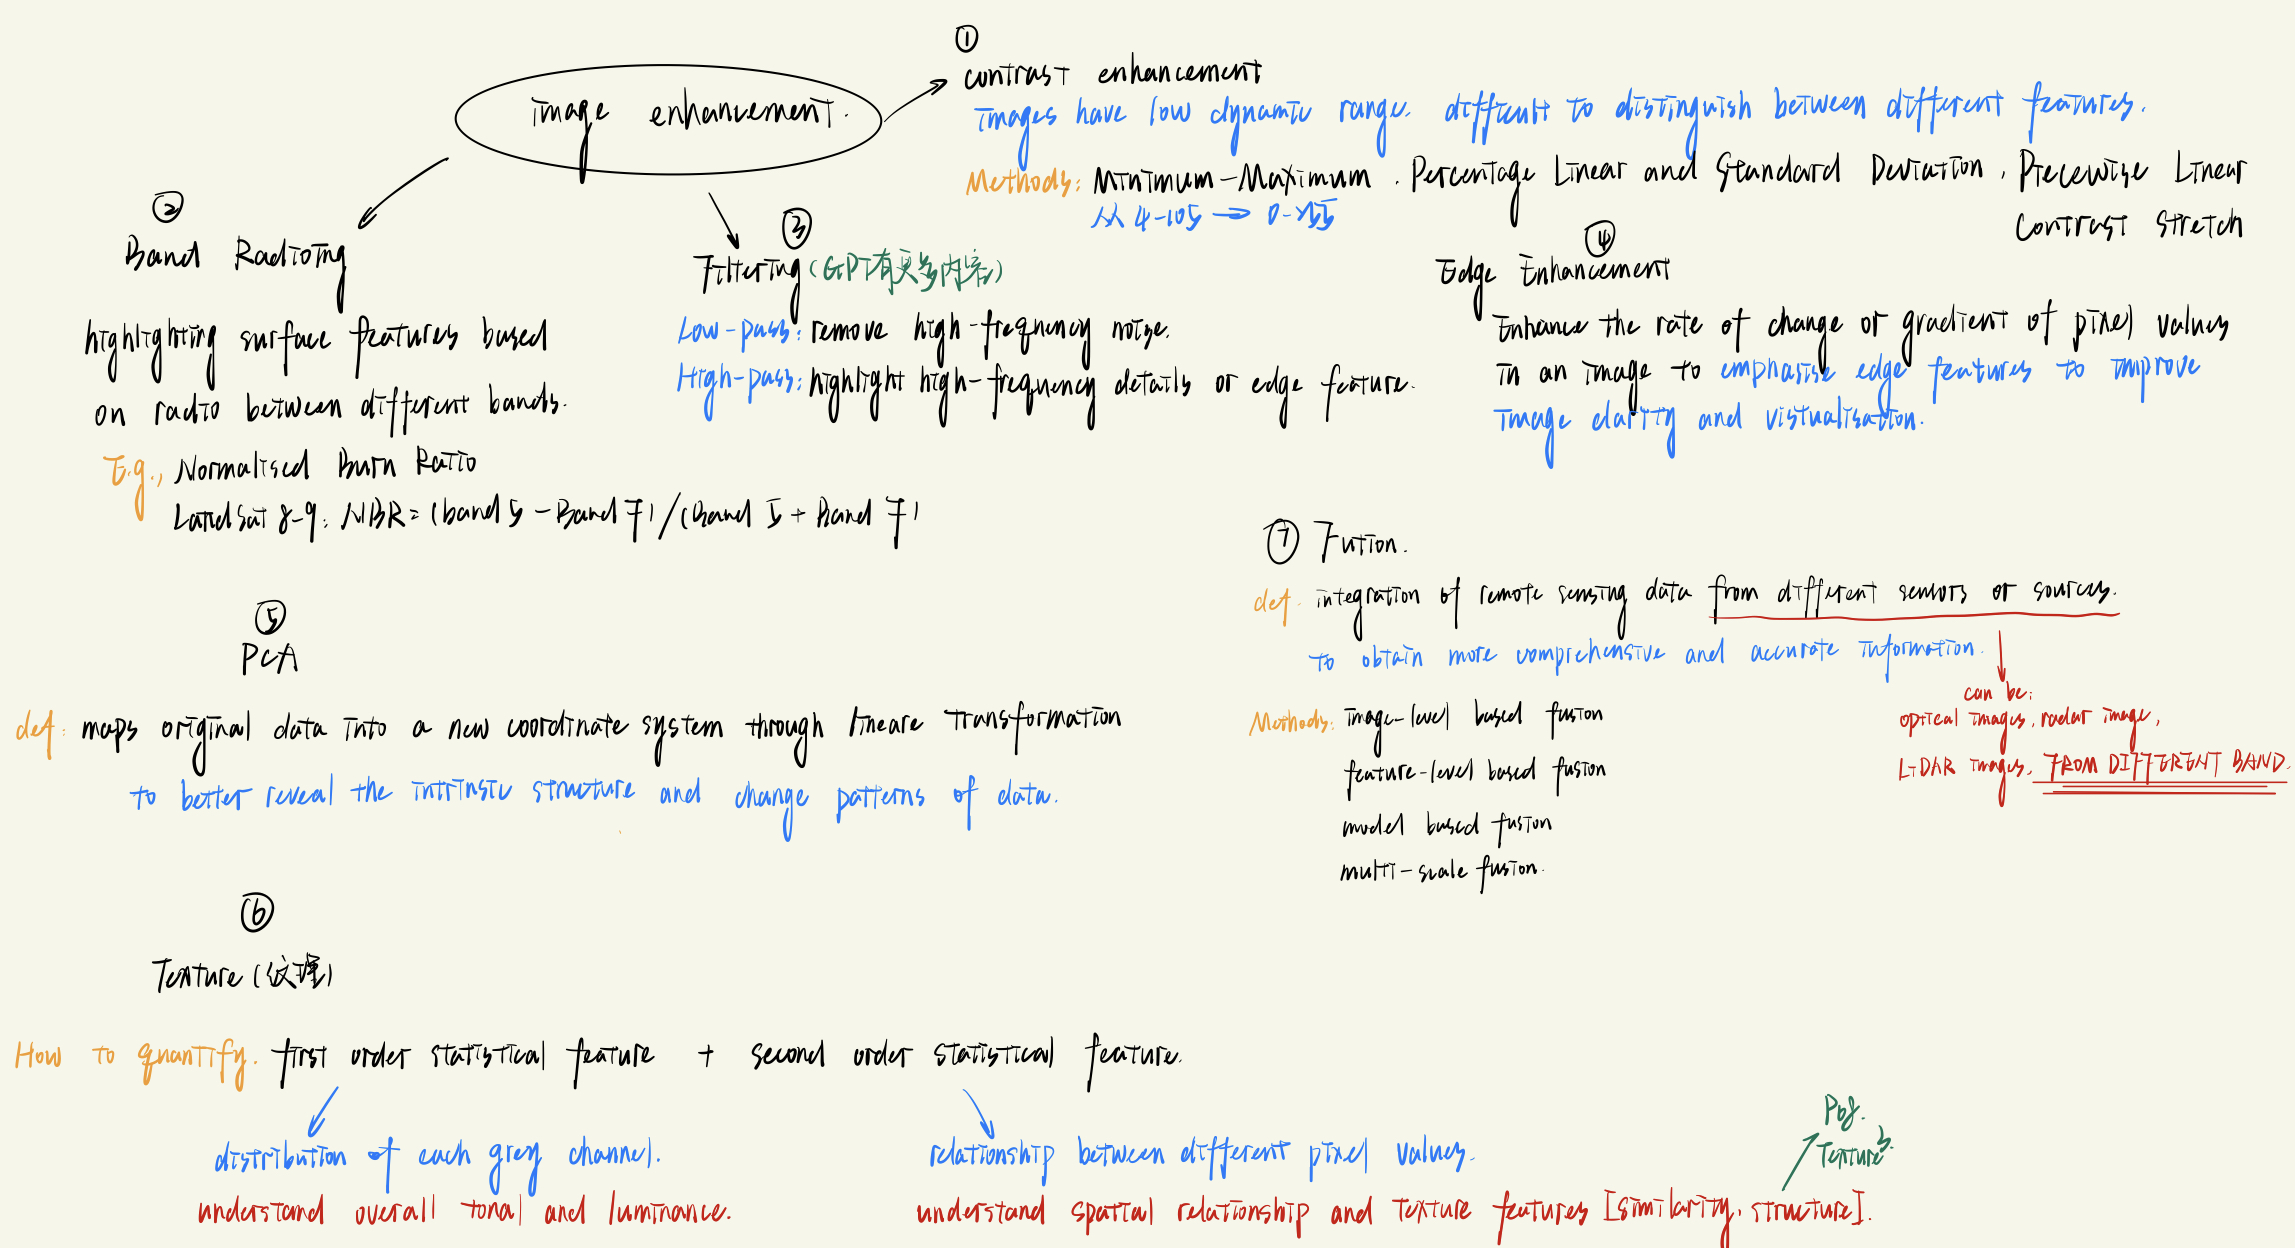 image enhancement.
①
contrast enhancement
images have low dynamic range. difficult to distinguish between different features.
Methods: Minimum-Maximum. Percentage Linear and Standard Deviation, Piecewise Linear
Contrast Stretch
从 4-105 → 0-255
②
Band Radioing
highlighting surface features based
on radio between different bands.
E.g., Normalised Burn Ratio
Landsat 8-9: NBR = (band 5 - Band 7) / (Band 5 + Band 7)
③
Filtering (GPT有更多内容)
Low-pass: remove high-frequency noise.
High-pass: highlight high-frequency details or edge feature.
④
Edge Enhancement
Enhance the rate of change or gradient of pixel values
in an image to emphasise edge features to improve
image clarity and vistualisation.
⑤
PCA
def: maps original data into a new coordinate system through lineare transformation
to better reveal the intrinsic structure and change patterns of data.
⑥
Texture (纹理)
How to quantify. first order statistical feature + second order statistical feature.
distribution of each grey channel.
understand overall tonal and luminance.
relationship between different pixel values.
understand spatial relationship and texture features [similarity, structure].
P08.
Texture3.
⑦ Fution.
def. integration of remote sensing data from different sensors or sources.
to obtain more comprehensive and accurate information.
can be:
optical images, radar image,
LiDAR images, FROM DIFFERENT BAND.
Methods: image-level based fusion
feature-level based fusion
model based fusion
multi-scale fusion.